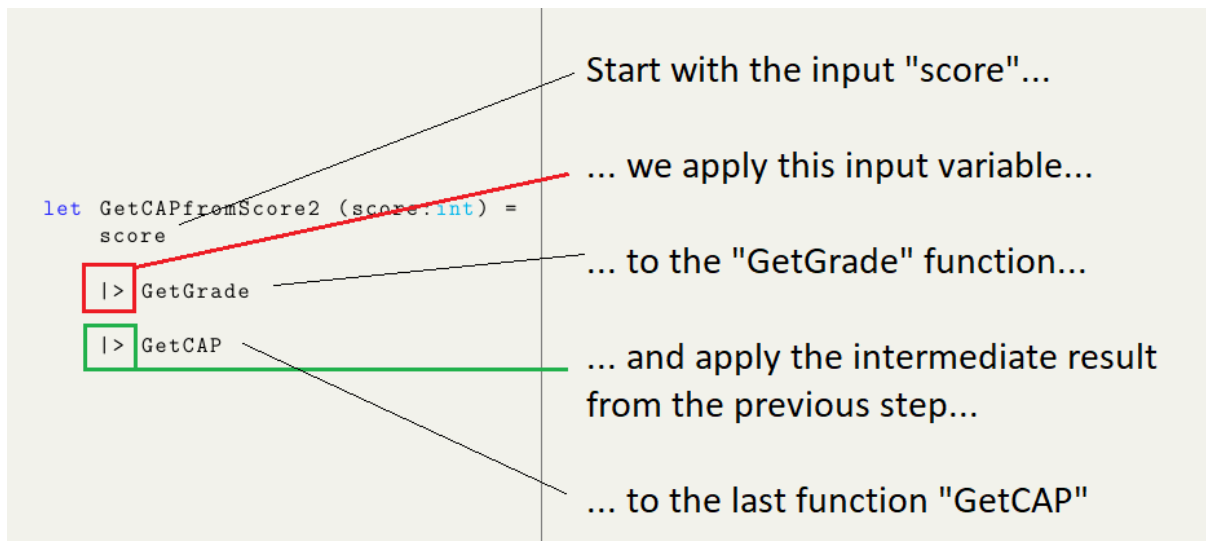 let GetCAPfromScore2 (score:int) =
score
|> GetGrade
|> GetCAP
Start with the input "score"...
... we apply this input variable...
... to the "GetGrade" function...
... and apply the intermediate result
from the previous step...
... to the last function "GetCAP"